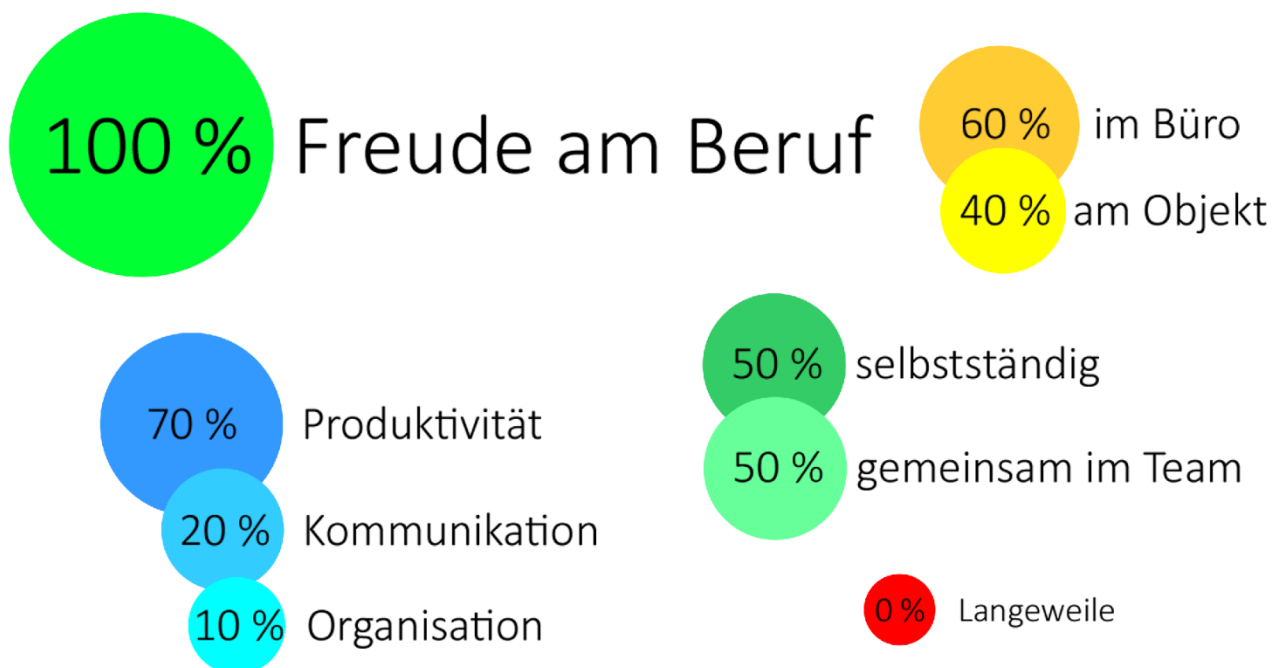 100 % Freude am Beruf
60 % im Büro
40 % am Objekt
70 % Produktivität
20 % Kommunikation
10 % Organisation
50 % selbstständig
50 % gemeinsam im Team
0 % Langeweile